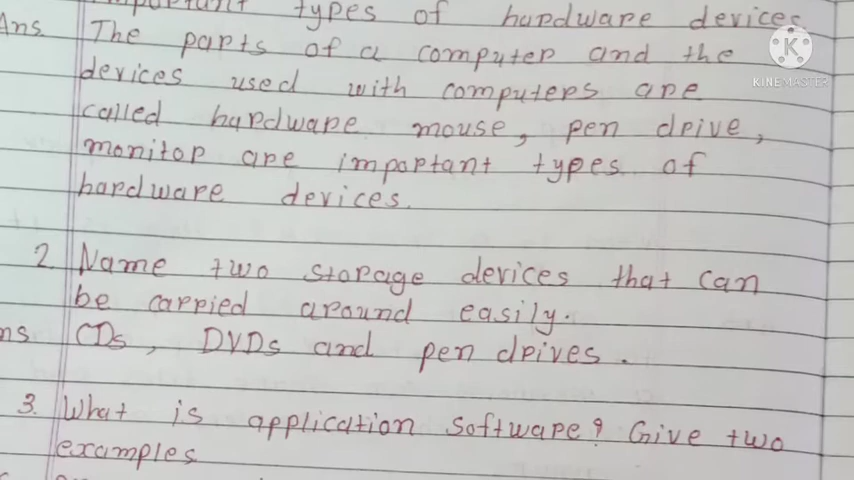 important types of hardware devices
Ans The parts of a computer and the
devices used with computers are
called hardware mouse, pen drive,
monitor are important types of
hardware devices.
2. Name two storage devices that can
be carried around easily.
ns CDs, DVDs and pen drives.
3. What is application software? Give two
examples
K
KINEMASTER